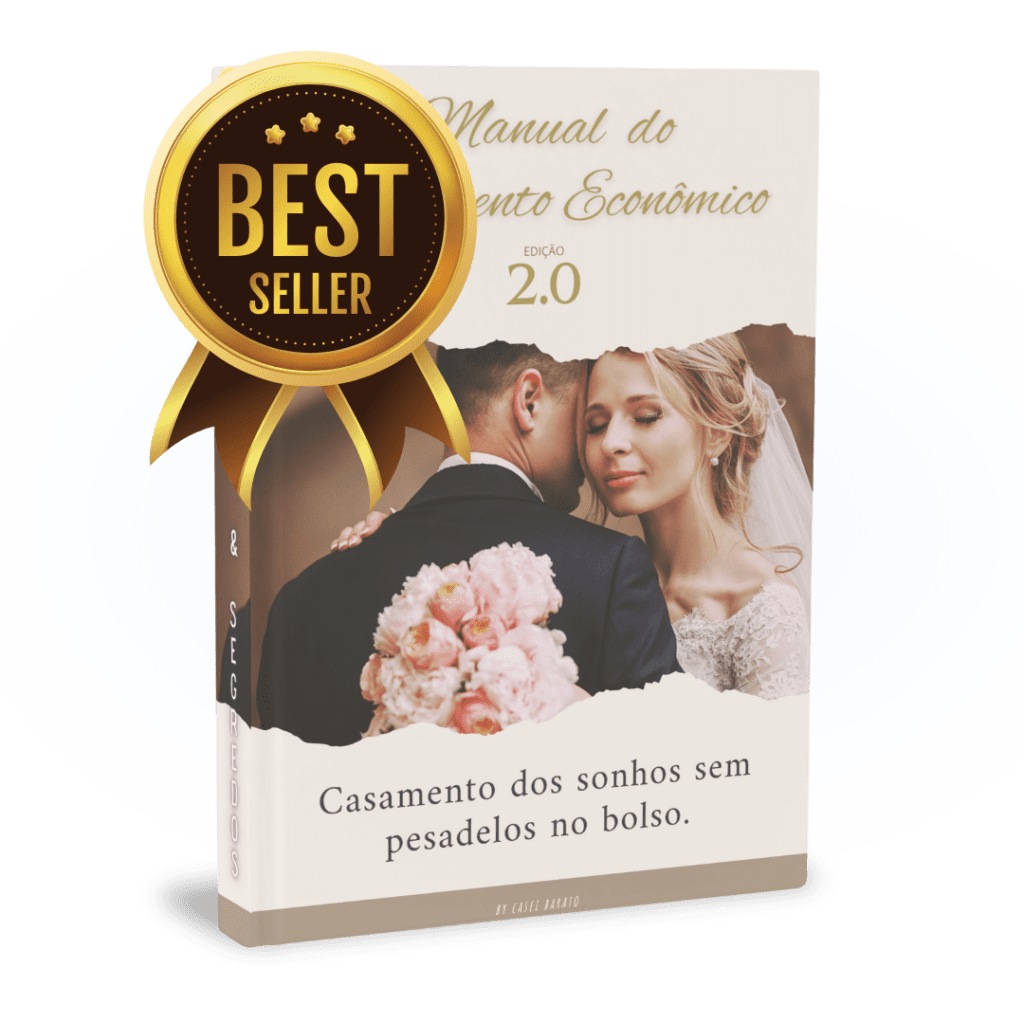 BEST
SELLER
Manual do
ento Econômico
EDIÇÃO
2.0
& SEGREDOS
Casamento dos sonhos sem
pesadelos no bolso.
BY CASEI BARATO